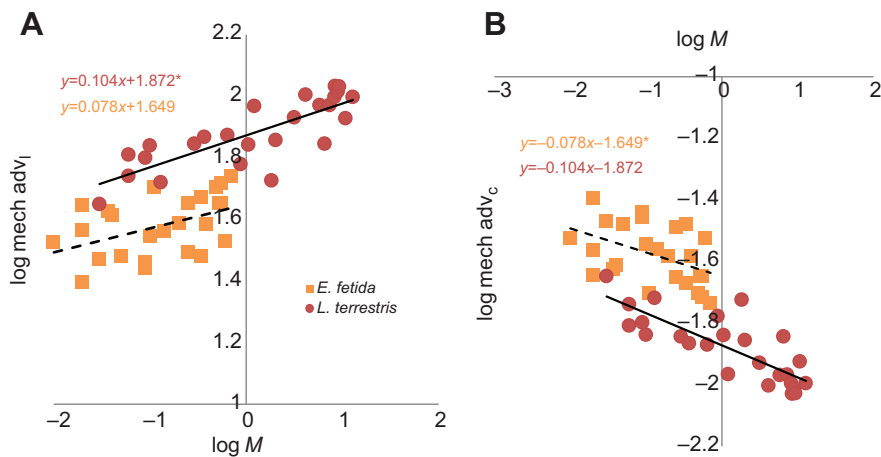 A
2.2
y=0.104x+1.872*
y=0.078x+1.649
2
1.8
1.6
1.4
1.2
1
log mech advl
E. fetida
L. terrestris
–2
–1
0
1
2
log M
B
log M
–3
–2
–1
0
1
2
–1
–1.2
y=–0.078x–1.649*
y=–0.104x–1.872
–1.4
–1.6
–1.8
–2
–2.2
log mech advc